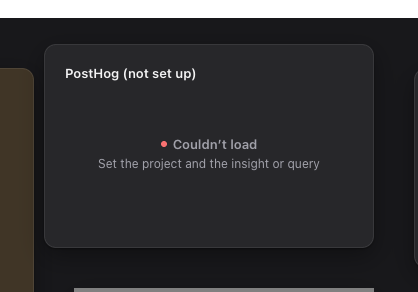 PostHog (not set up)
Couldn’t load
Set the project and the insight or query